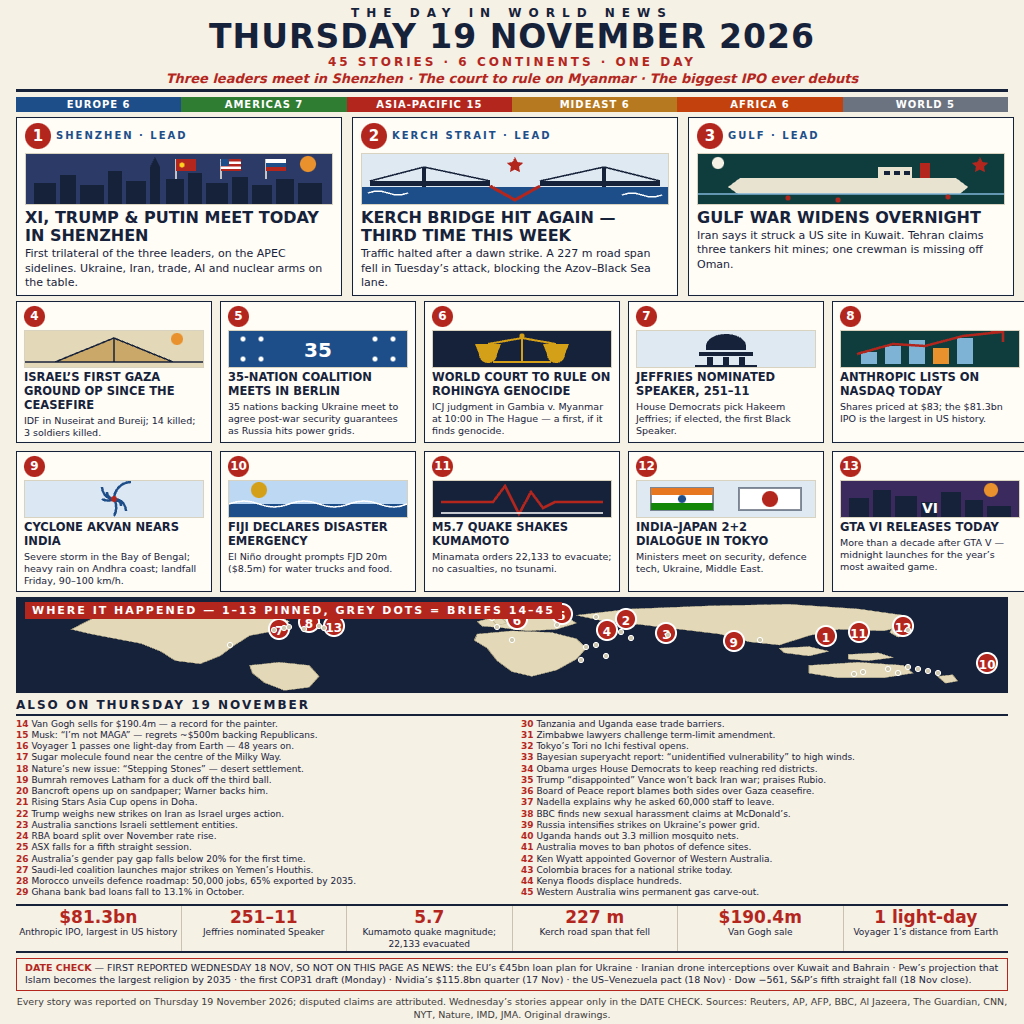 THE DAY IN WORLD NEWS
THURSDAY 19 NOVEMBER 2026
45 STORIES · 6 CONTINENTS · ONE DAY
Three leaders meet in Shenzhen · The court to rule on Myanmar · The biggest IPO ever debuts
EUROPE 6
AMERICAS 7
ASIA-PACIFIC 15
MIDEAST 6
AFRICA 6
WORLD 5
1 SHENZHEN · LEAD
XI, TRUMP & PUTIN MEET TODAY
IN SHENZHEN
First trilateral of the three leaders, on the APEC
sidelines. Ukraine, Iran, trade, AI and nuclear arms on
the table.
2 KERCH STRAIT · LEAD
KERCH BRIDGE HIT AGAIN —
THIRD TIME THIS WEEK
Traffic halted after a dawn strike. A 227 m road span
fell in Tuesday’s attack, blocking the Azov–Black Sea
lane.
3 GULF · LEAD
GULF WAR WIDENS OVERNIGHT
Iran says it struck a US site in Kuwait. Tehran claims
three tankers hit mines; one crewman is missing off
Oman.
4
ISRAEL’S FIRST GAZA
GROUND OP SINCE THE
CEASEFIRE
IDF in Nuseirat and Bureij; 14 killed;
3 soldiers killed.
5
35
35-NATION COALITION
MEETS IN BERLIN
35 nations backing Ukraine meet to
agree post-war security guarantees
as Russia hits power grids.
6
WORLD COURT TO RULE ON
ROHINGYA GENOCIDE
ICJ judgment in Gambia v. Myanmar
at 10:00 in The Hague — a first, if it
finds genocide.
7
JEFFRIES NOMINATED
SPEAKER, 251–11
House Democrats pick Hakeem
Jeffries; if elected, the first Black
Speaker.
8
ANTHROPIC LISTS ON
NASDAQ TODAY
Shares priced at $83; the $81.3bn
IPO is the largest in US history.
9
CYCLONE AKVAN NEARS
INDIA
Severe storm in the Bay of Bengal;
heavy rain on Andhra coast; landfall
Friday, 90–100 km/h.
10
FIJI DECLARES DISASTER
EMERGENCY
El Niño drought prompts FJD 20m
($8.5m) for water trucks and food.
11
M5.7 QUAKE SHAKES
KUMAMOTO
Minamata orders 22,133 to evacuate;
no casualties, no tsunami.
12
INDIA–JAPAN 2+2
DIALOGUE IN TOKYO
Ministers meet on security, defence
tech, Ukraine, Middle East.
13
VI
GTA VI RELEASES TODAY
More than a decade after GTA V —
midnight launches for the year’s
most awaited game.
WHERE IT HAPPENED — 1–13 PINNED, GREY DOTS = BRIEFS 14–45
7
8
13
6
5
4
2
3
9
1
11
12
10
ALSO ON THURSDAY 19 NOVEMBER
14 Van Gogh sells for $190.4m — a record for the painter.
15 Musk: “I’m not MAGA” — regrets ~$500m backing Republicans.
16 Voyager 1 passes one light-day from Earth — 48 years on.
17 Sugar molecule found near the centre of the Milky Way.
18 Nature’s new issue: “Stepping Stones” — desert settlement.
19 Bumrah removes Latham for a duck off the third ball.
20 Bancroft opens up on sandpaper; Warner backs him.
21 Rising Stars Asia Cup opens in Doha.
22 Trump weighs new strikes on Iran as Israel urges action.
23 Australia sanctions Israeli settlement entities.
24 RBA board split over November rate rise.
25 ASX falls for a fifth straight session.
26 Australia’s gender pay gap falls below 20% for the first time.
27 Saudi-led coalition launches major strikes on Yemen’s Houthis.
28 Morocco unveils defence roadmap: 50,000 jobs, 65% exported by 2035.
29 Ghana bank bad loans fall to 13.1% in October.
30 Tanzania and Uganda ease trade barriers.
31 Zimbabwe lawyers challenge term-limit amendment.
32 Tokyo’s Tori no Ichi festival opens.
33 Bayesian superyacht report: “unidentified vulnerability” to high winds.
34 Obama urges House Democrats to keep reaching red districts.
35 Trump “disappointed” Vance won’t back Iran war; praises Rubio.
36 Board of Peace report blames both sides over Gaza ceasefire.
37 Nadella explains why he asked 60,000 staff to leave.
38 BBC finds new sexual harassment claims at McDonald’s.
39 Russia intensifies strikes on Ukraine’s power grid.
40 Uganda hands out 3.3 million mosquito nets.
41 Australia moves to ban photos of defence sites.
42 Ken Wyatt appointed Governor of Western Australia.
43 Colombia braces for a national strike today.
44 Kenya floods displace hundreds.
45 Western Australia wins permanent gas carve-out.
$81.3bn
Anthropic IPO, largest in US history
251–11
Jeffries nominated Speaker
5.7
Kumamoto quake magnitude;
22,133 evacuated
227 m
Kerch road span that fell
$190.4m
Van Gogh sale
1 light-day
Voyager 1’s distance from Earth
DATE CHECK — FIRST REPORTED WEDNESDAY 18 NOV, SO NOT ON THIS PAGE AS NEWS: the EU’s €45bn loan plan for Ukraine · Iranian drone interceptions over Kuwait and Bahrain · Pew’s projection that
Islam becomes the largest religion by 2035 · the first COP31 draft (Monday) · Nvidia’s $115.8bn quarter (17 Nov) · the US–Venezuela pact (18 Nov) · Dow −561, S&P’s fifth straight fall (18 Nov close).
Every story was reported on Thursday 19 November 2026; disputed claims are attributed. Wednesday’s stories appear only in the DATE CHECK. Sources: Reuters, AP, AFP, BBC, Al Jazeera, The Guardian, CNN,
NYT, Nature, IMD, JMA. Original drawings.